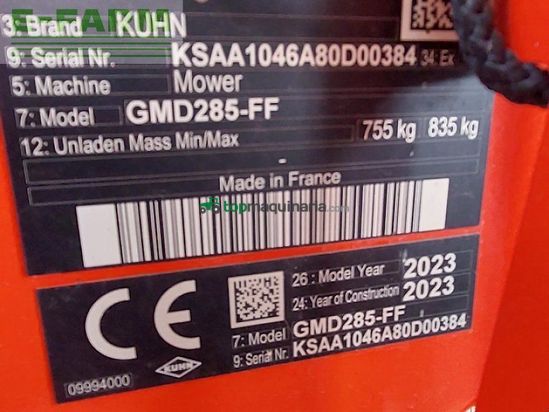 E-FARM
3: Brand KUHN
9: Serial Nr. KSAA1046A80D00384 34: Ex
5: Machine Mower
7: Model GMD285-FF
12: Unladen Mass Min/Max 755 kg 835 kg
Made in France
topmaquinaria.com
26 : Model Year 2023
24: Year of Construction 2023
7: Model GMD285-FF
9: Serial Nr. KSAA1046A80D00384
CE
KUHN
09994000